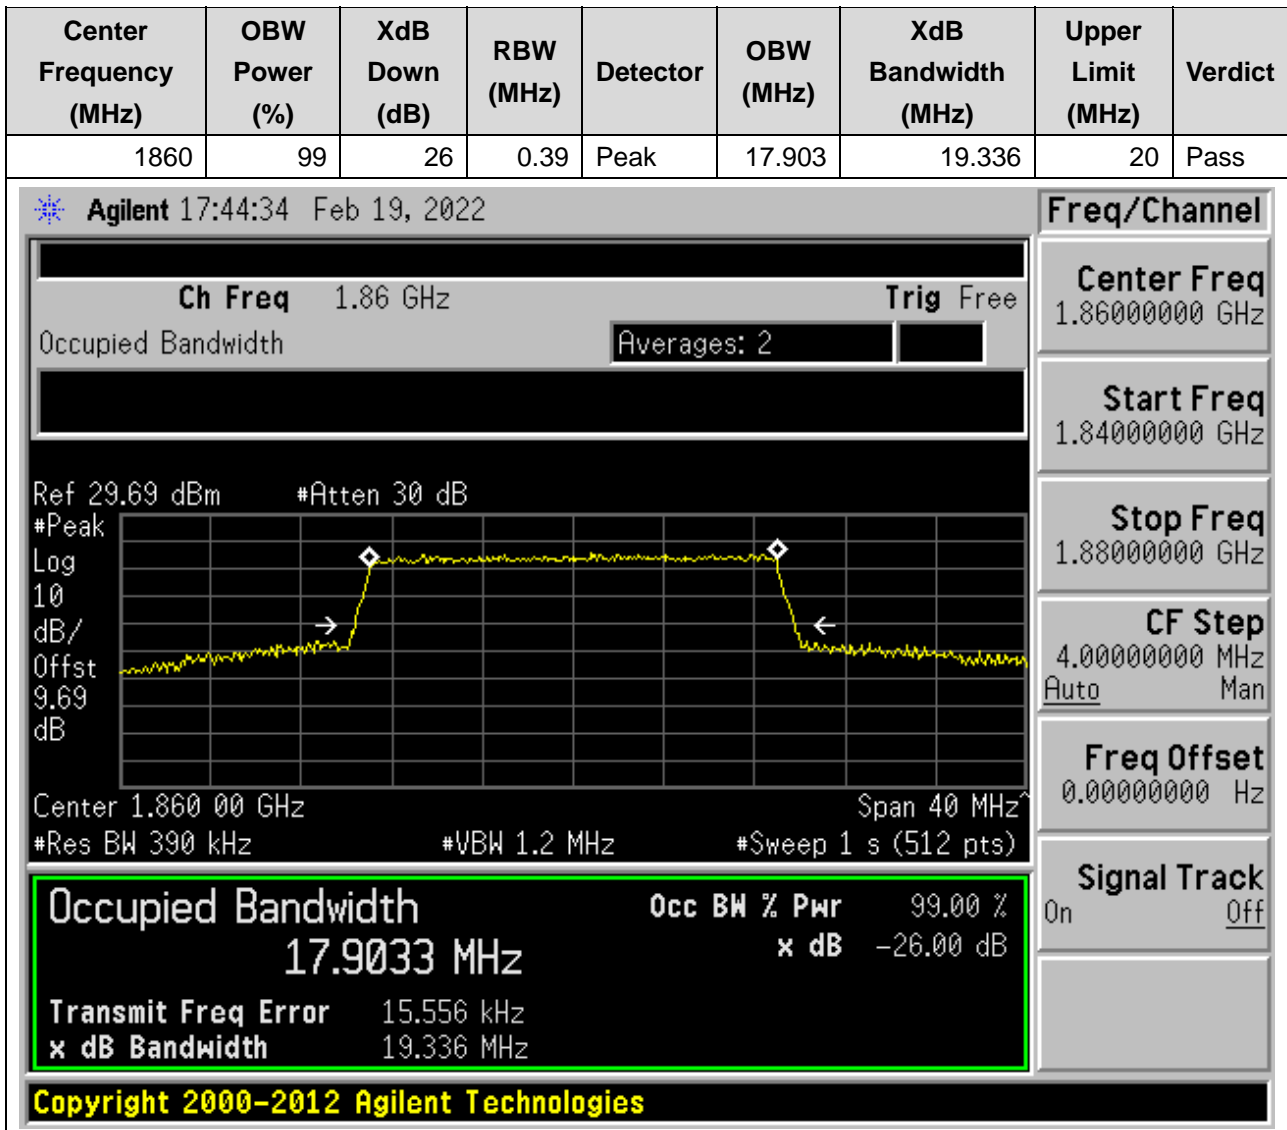 Center Frequency (MHz) OBW Power (%) XdB Down (dB) RBW (MHz) Detector OBW (MHz) XdB Bandwidth (MHz) Upper Limit (MHz) Verdict
1860 99 26 0.39 Peak 17.903 19.336 20 Pass
Agilent 17:44:34 Feb 19, 2022
Freq/Channel
Ch Freq 1.86 GHz Trig Free
Occupied Bandwidth Averages: 2
Center Freq
1.86000000 GHz
Start Freq
1.84000000 GHz
Stop Freq
1.88000000 GHz
CF Step
4.00000000 MHz
Auto Man
Freq Offset
0.00000000 Hz
Signal Track
On Off
Ref 29.69 dBm #Atten 30 dB
#Peak
Log
10
dB/
Offst
9.69
dB
Center 1.860 00 GHz Span 40 MHz^
#Res BW 390 kHz #VBW 1.2 MHz #Sweep 1 s (512 pts)
Occupied Bandwidth Occ BW % Pwr 99.00 %
17.9033 MHz x dB -26.00 dB
Transmit Freq Error 15.556 kHz
x dB Bandwidth 19.336 MHz
Copyright 2000-2012 Agilent Technologies